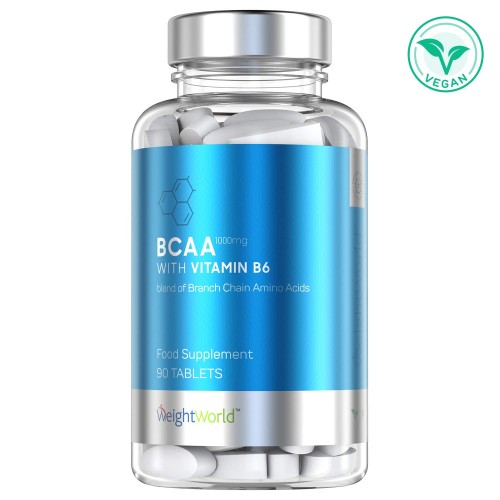 VEGAN
BCAA 1000mg
WITH VITAMIN B6
blend of Branch Chain Amino Acids
Food Supplement
90 TABLETS
WeightWorld™